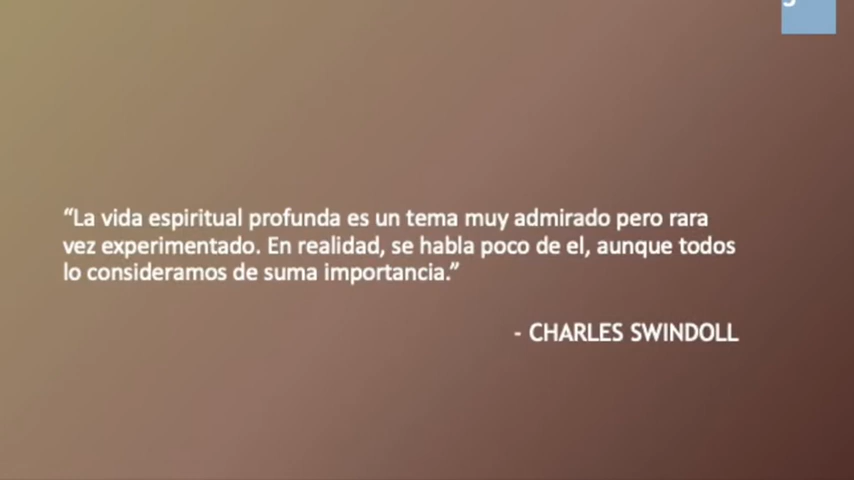 “La vida espiritual profunda es un tema muy admirado pero rara
vez experimentado. En realidad, se habla poco de el, aunque todos
lo consideramos de suma importancia.”
- CHARLES SWINDOLL